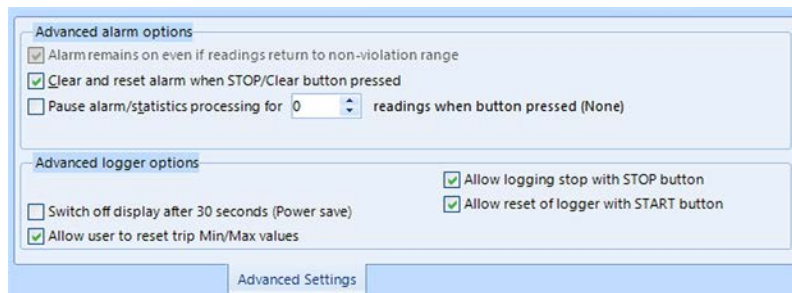 Advanced alarm options
Alarm remains on even if readings return to non-violation range
Clear and reset alarm when STOP/Clear button pressed
Pause alarm/statistics processing for 0 readings when button pressed (None)
Advanced logger options
Allow logging stop with STOP button
Allow reset of logger with START button
Switch off display after 30 seconds (Power save)
Allow user to reset trip Min/Max values
Advanced Settings